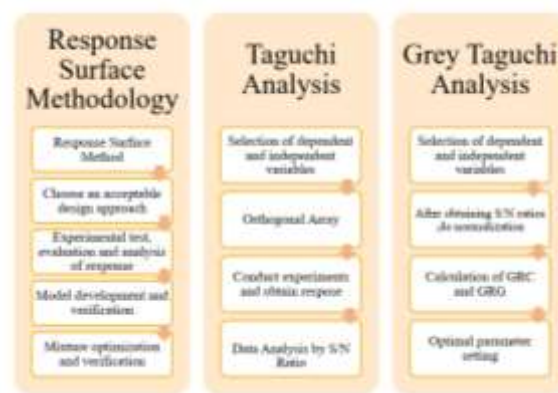 Response
Surface
Methodology
Response Surface
Method
Choose an acceptable
design approach
Experimental test,
evaluation and analysis
of response
Model development and
verification
Mixture optimization
and verification
Taguchi
Analysis
Selection of dependent
and independent
variables
Orthogonal Array
Conduct experiments
and obtain respose
Data Analysis by S/N
Ratio
Grey Taguchi
Analysis
Selection of dependent
and independent
variables
After obtaining S/N ratios
,do normalization
Calculation of GRC
and GRG
Optimal parameter
setting